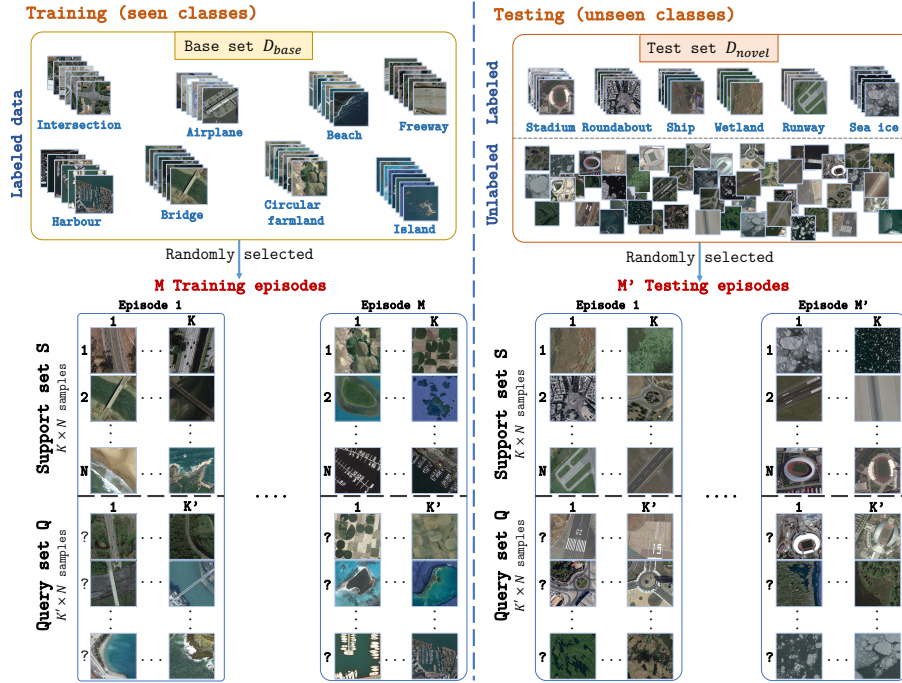 Training (seen classes)
Base set D_base
Labeled data
Intersection
Airplane
Beach
Freeway
Harbour
Bridge
Circular
farmland
Island
Randomly selected
M Training episodes
Episode 1
Episode M
Support set S
K × N samples
1
K
1
K
1
. . . .
1
. . . .
2
. . . .
2
. . . .
N
. . . .
N
. . . .
. . . .
Query set Q
K' × N samples
1
K'
1
K'
?
. . . .
?
. . . .
?
. . . .
?
. . . .
?
. . . .
?
. . . .
Testing (unseen classes)
Test set D_novel
Labeled
Stadium
Roundabout
Ship
Wetland
Runway
Sea ice
Unlabeled
Randomly selected
M' Testing episodes
Episode 1
Episode M'
Support set S
K × N samples
1
K
1
K
1
. . . .
1
. . . .
2
. . . .
2
. . . .
N
. . . .
N
. . . .
. . . .
Query set Q
K' × N samples
1
K'
1
K'
?
. . . .
?
. . . .
?
. . . .
?
. . . .
?
. . . .
?
. . . .